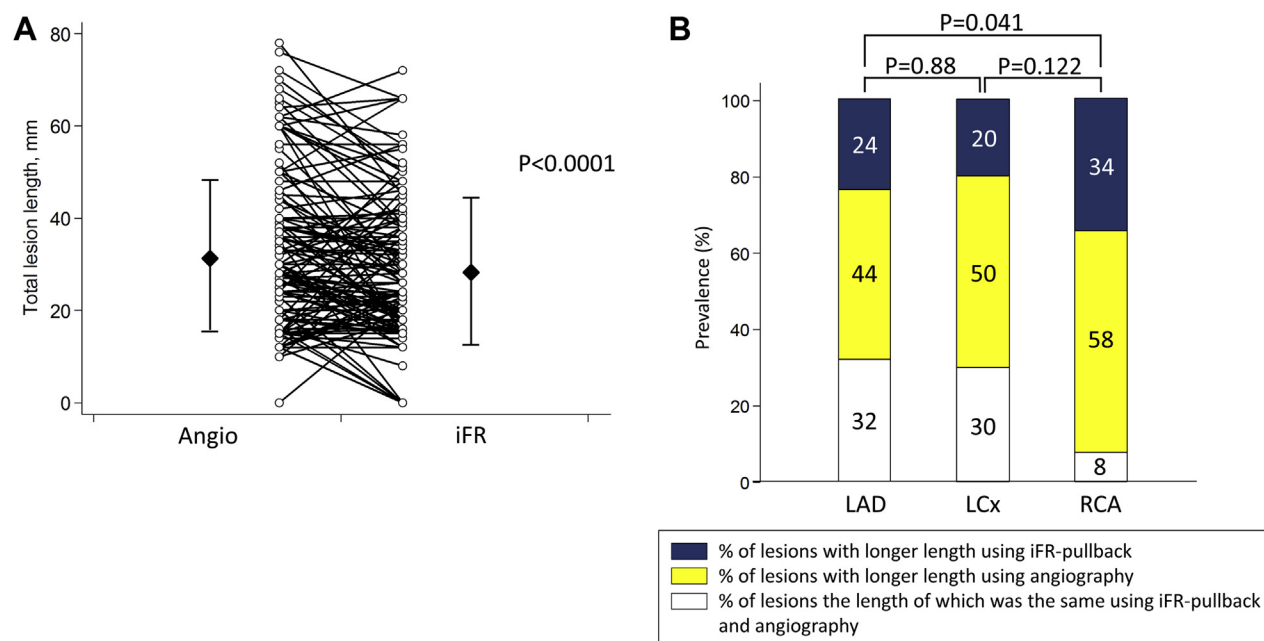 A
80
60
40
20
0
Total lesion length, mm
P<0.0001
Angio
iFR
B
P=0.041
P=0.88
P=0.122
100
80
60
40
20
0
Prevalence (%)
24
20
34
44
50
58
32
30
8
LAD
LCx
RCA
% of lesions with longer length using iFR-pullback
% of lesions with longer length using angiography
% of lesions the length of which was the same using iFR-pullback
and angiography